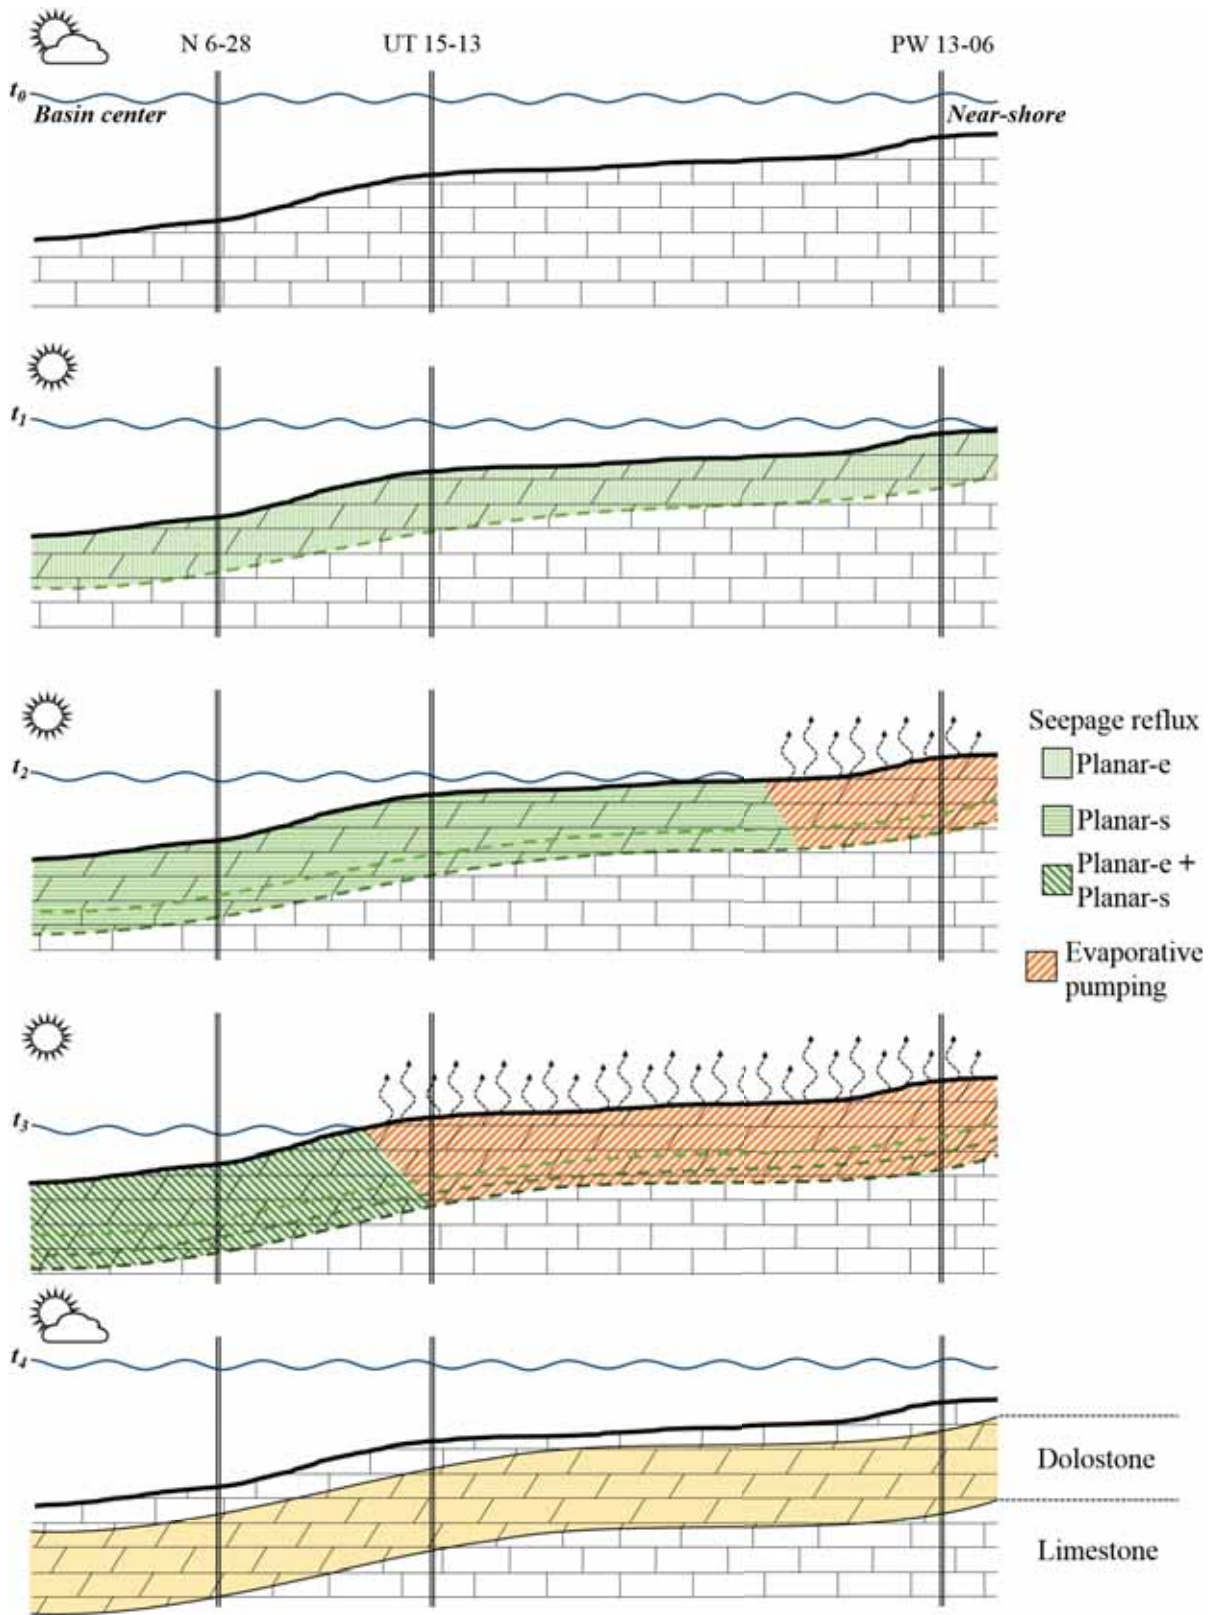 N 6-28
UT 15-13
PW 13-06
t0
Basin center
Near-shore
t1
t2
Seepage reflux
Planar-e
Planar-s
Planar-e +
Planar-s
Evaporative
pumping
t3
t4
Dolostone
Limestone